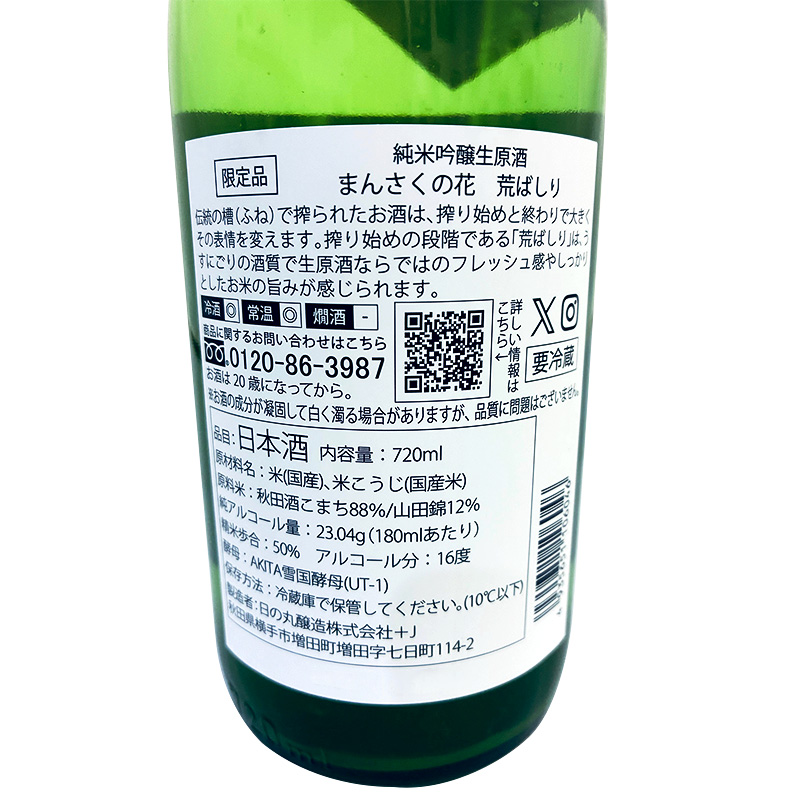 純米吟醸生原酒
限定品
まんさくの花 荒ばしり
伝統の槽(ふね)で搾られたお酒は、搾り始めと終わりで大きく
その表情を変えます。搾り始めの段階である「荒ばしり」は、う
すにごりの酒質で生原酒ならではのフレッシュ感やしっかり
としたお米の旨みが感じられます。
冷酒 ◎ 常温 ◎ 燗酒 -
商品に関するお問い合わせはこちら
0120-86-3987
お酒は20歳になってから。
詳しい情報は
こちら→
要冷蔵
※お酒の成分が凝固して白く濁る場合がありますが、品質に問題はございません。
品目:日本酒 内容量:720ml
原材料名:米(国産)、米こうじ(国産米)
原料米:秋田酒こまち88%/山田錦12%
純アルコール量:23.04g(180mlあたり)
精米歩合:50% アルコール分:16度
酵母:AKITA雪国酵母(UT-1)
保存方法:冷蔵庫で保管してください。(10℃以下)
製造者:日の丸醸造株式会社+J
秋田県横手市増田町増田字七日町114-2